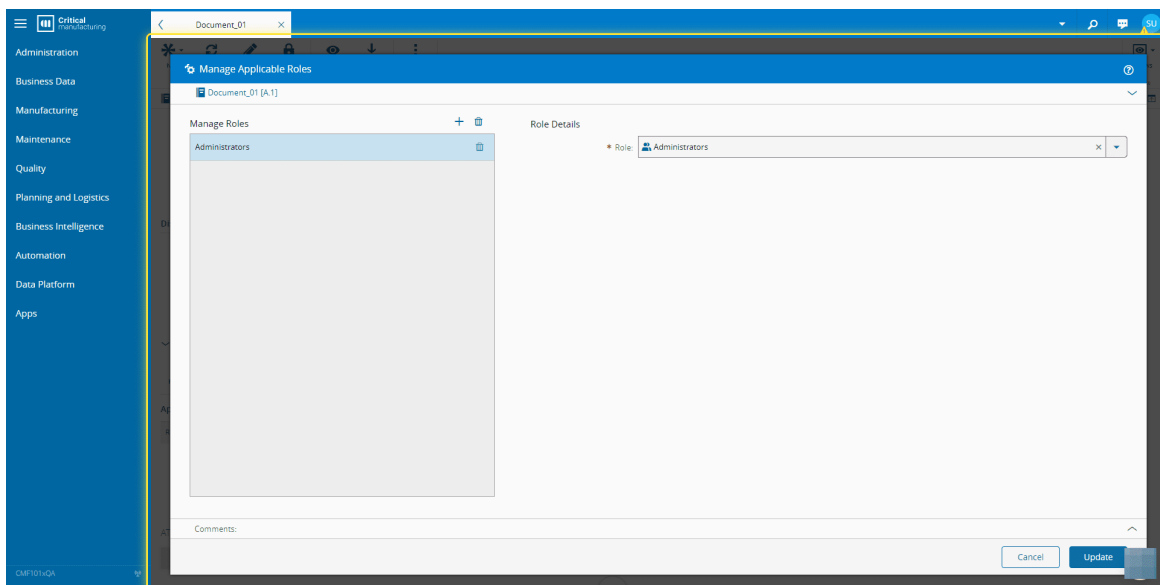 Critical
manufacturing
Document_01
SU
Administration
Business Data
Manufacturing
Maintenance
Quality
Planning and Logistics
Business Intelligence
Automation
Data Platform
Apps
CMF101xQA
Manage Applicable Roles
Document_01 [A.1]
Manage Roles
Administrators
Role Details
* Role: Administrators
Comments:
Cancel Update